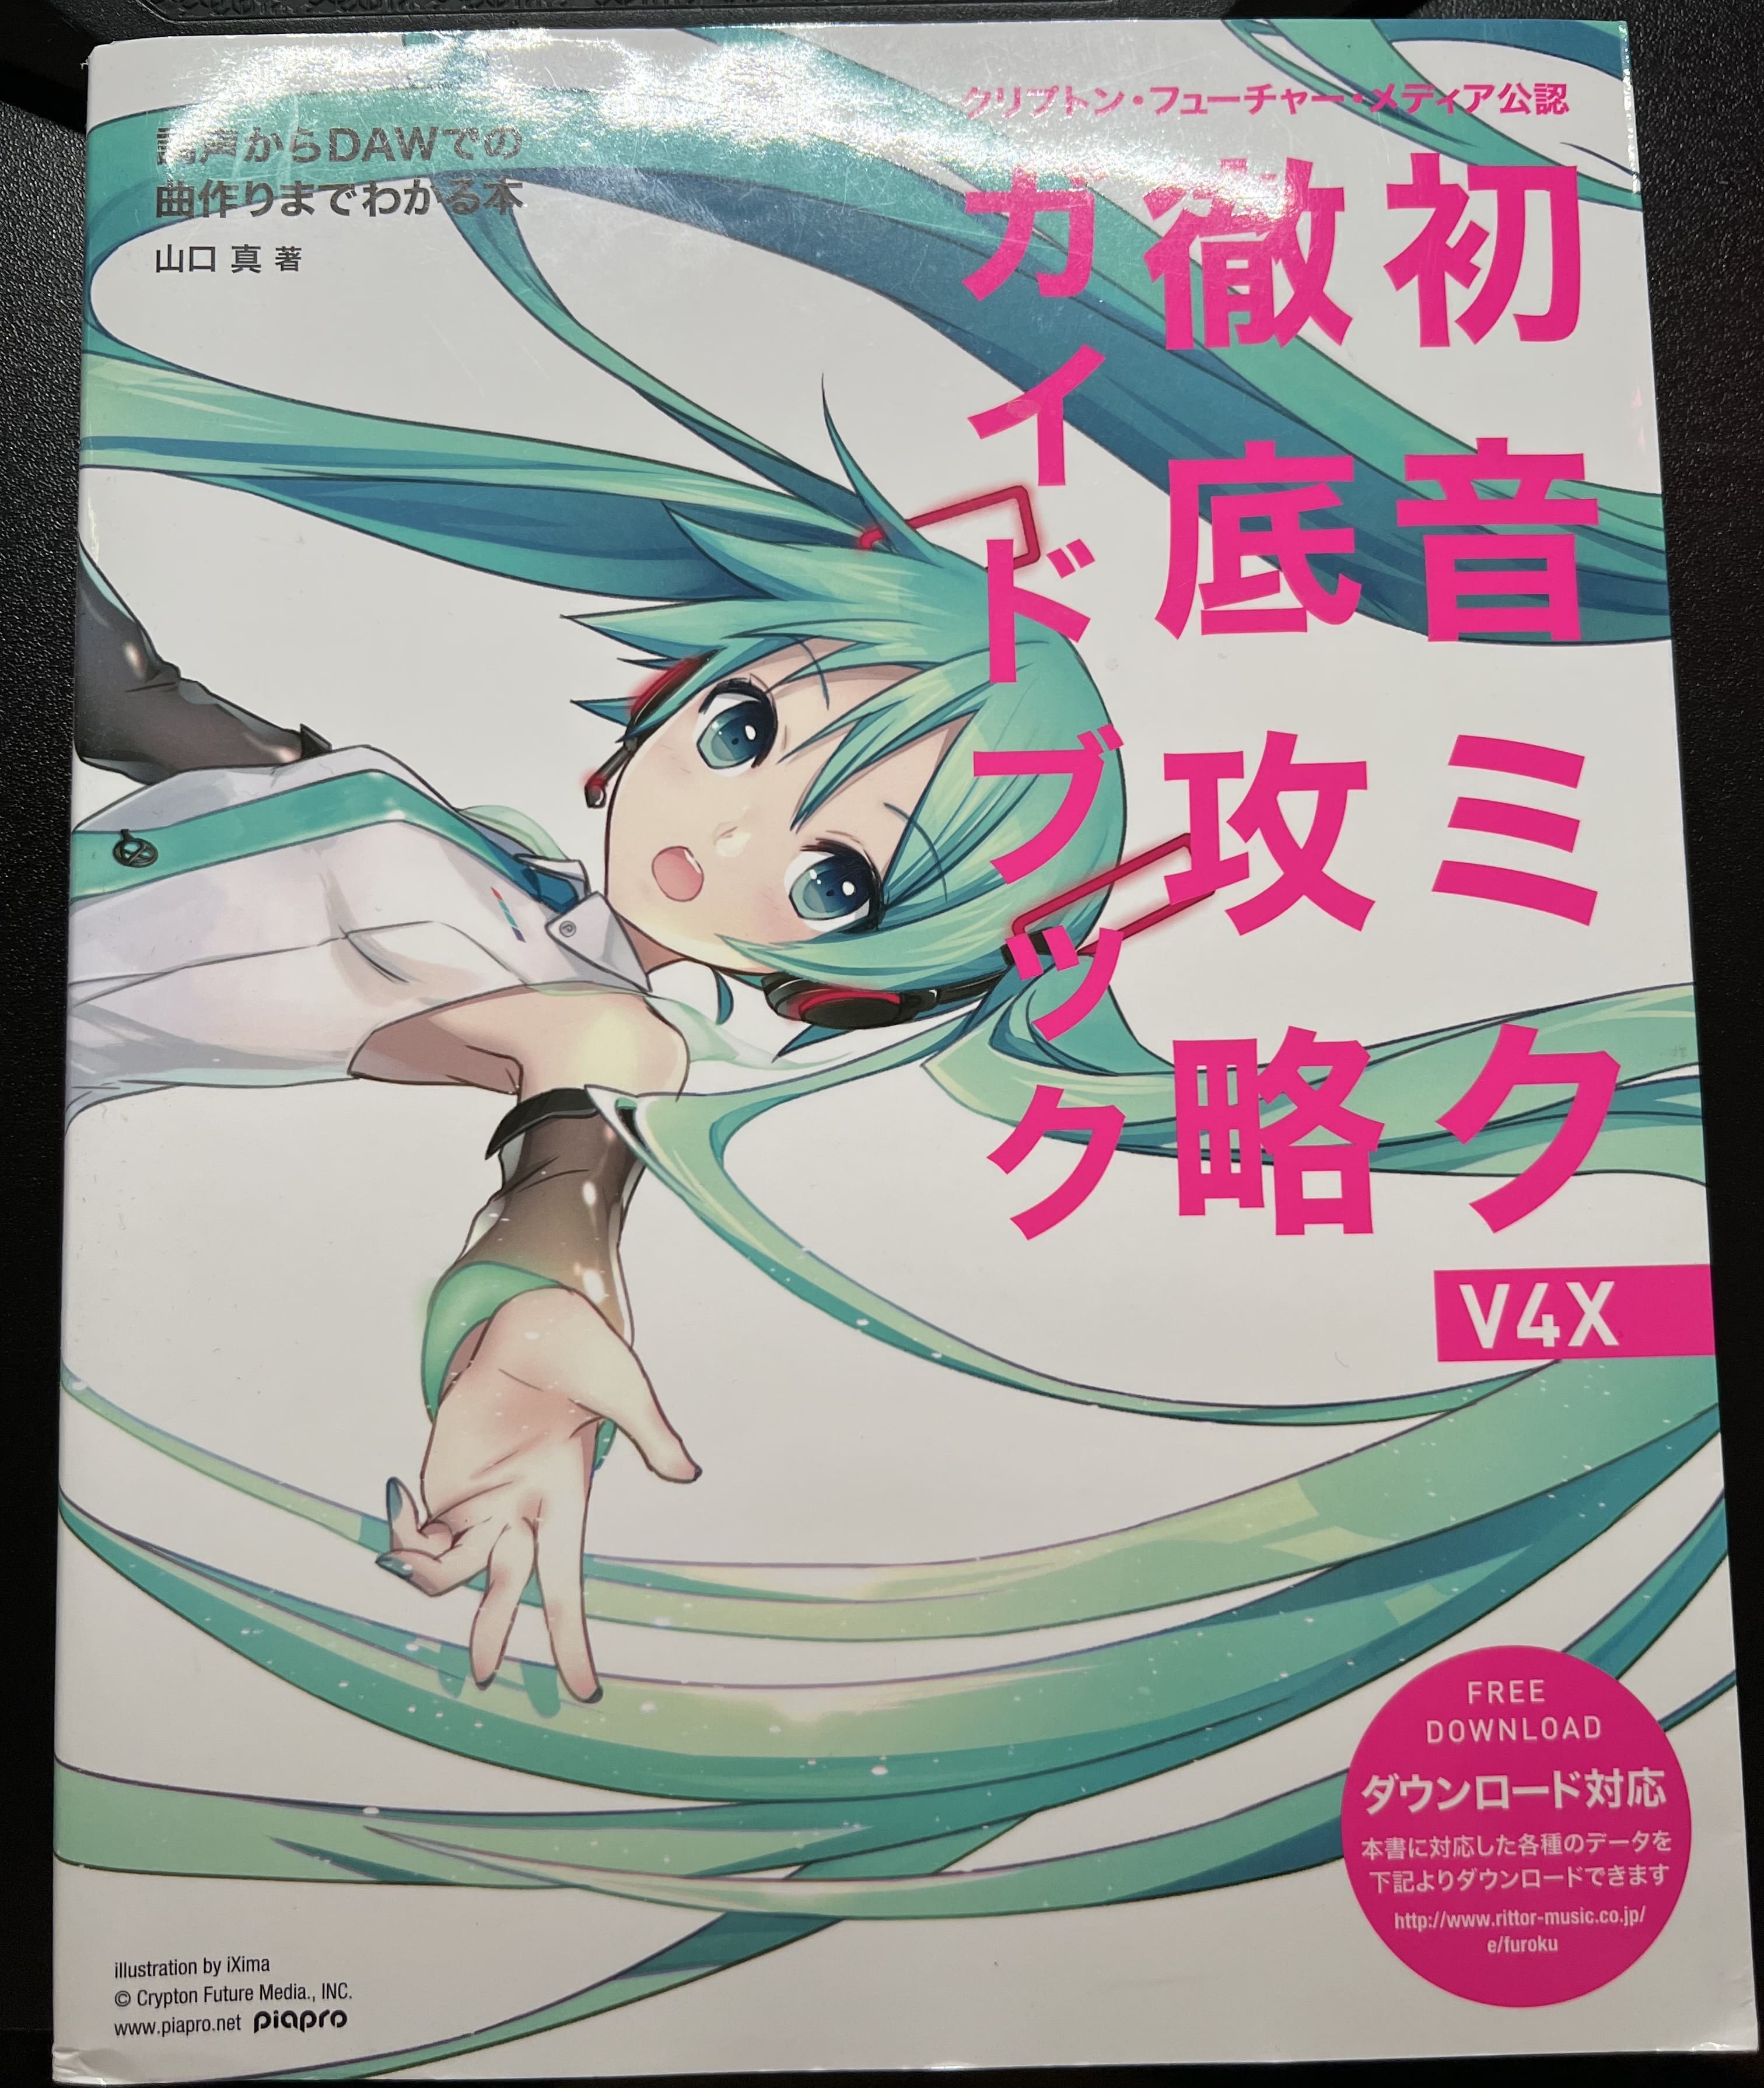 クリプトン・フューチャー・メディア公認
初音ミク
徹底攻略
ガイドブック
V4X
調声からDAWでの
曲作りまでわかる本
山口 真 著
FREE
DOWNLOAD
ダウンロード対応
本書に対応した各種のデータを
下記よりダウンロードできます
http://www.rittor-music.co.jp/
e/furoku
illustration by iXima
© Crypton Future Media., INC.
www.piapro.net piapro